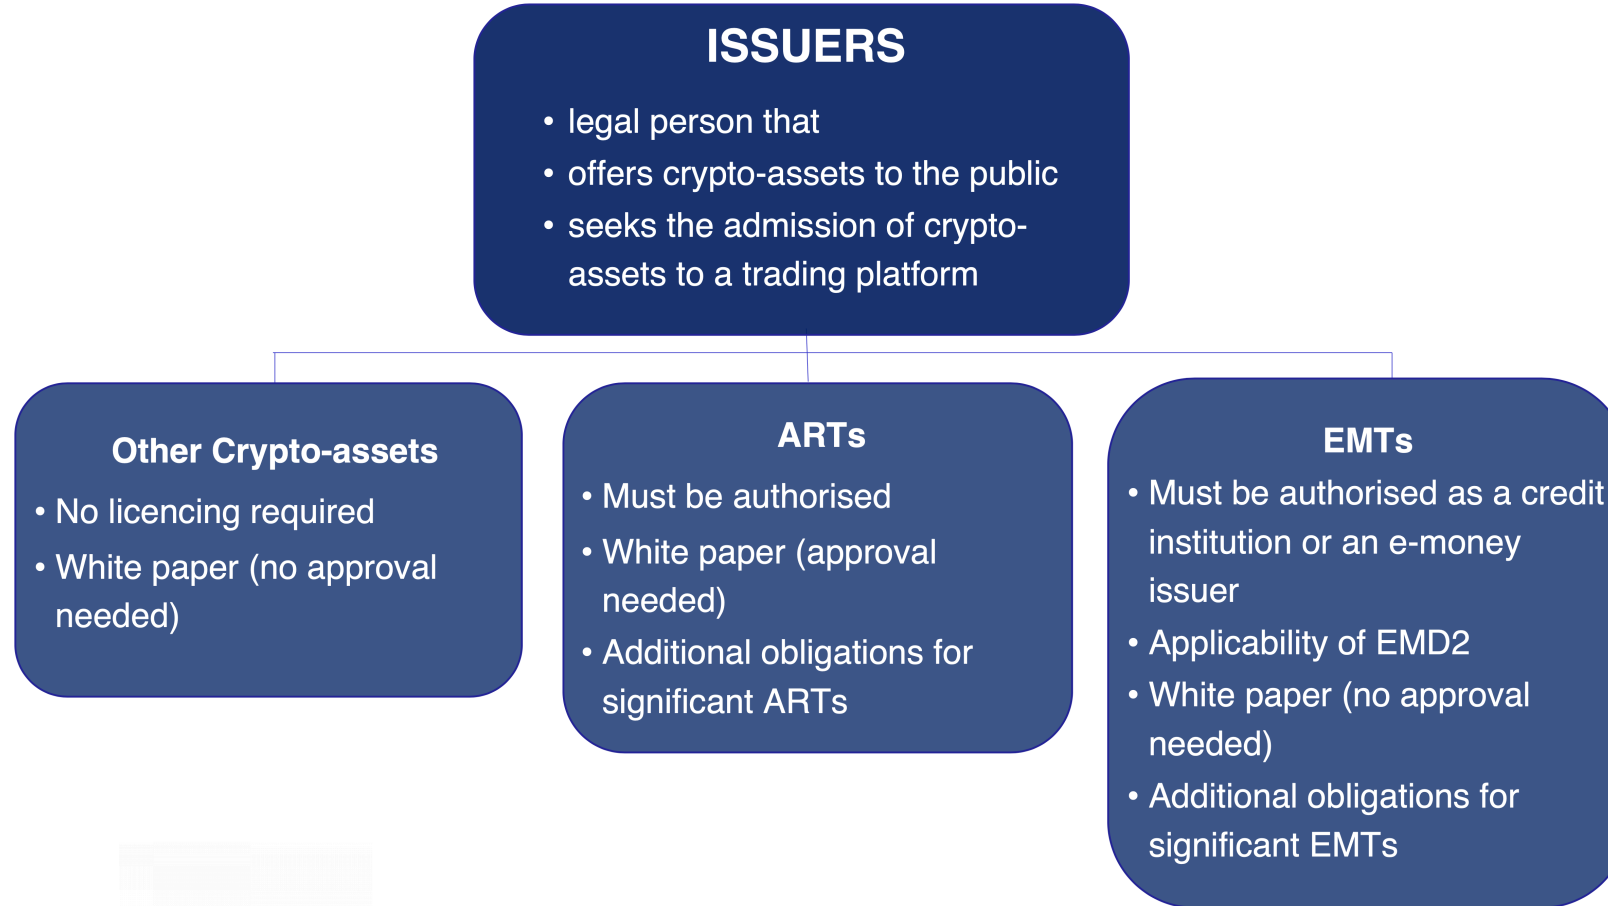 ISSUERS
• legal person that
• offers crypto-assets to the public
• seeks the admission of crypto-
assets to a trading platform
Other Crypto-assets
• No licencing required
• White paper (no approval
needed)
ARTs
• Must be authorised
• White paper (approval
needed)
• Additional obligations for
significant ARTs
EMTs
• Must be authorised as a credit
institution or an e-money
issuer
• Applicability of EMD2
• White paper (no approval
needed)
• Additional obligations for
significant EMTs